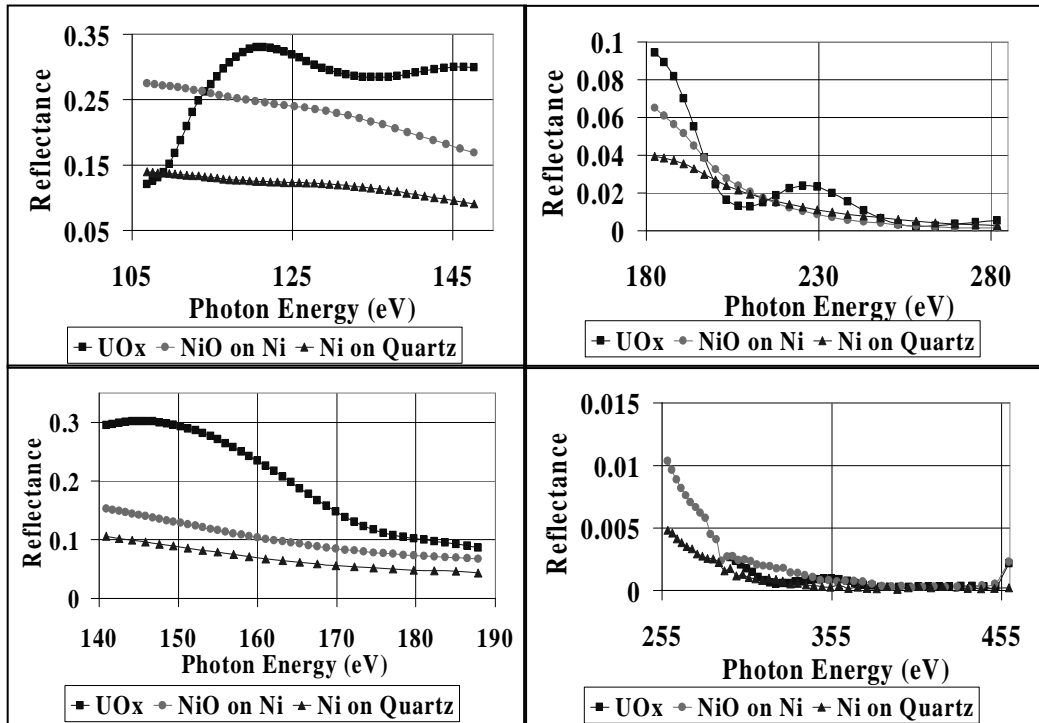 Reflectance
0.35
0.25
0.15
0.05
105 125 145
Photon Energy (eV)
UOx NiO on Ni Ni on Quartz
Reflectance
0.1
0.08
0.06
0.04
0.02
0
180 230 280
Photon Energy (eV)
UOx NiO on Ni Ni on Quartz
Reflectance
0.3
0.2
0.1
0
140 150 160 170 180 190
Photon Energy (eV)
UOx NiO on Ni Ni on Quartz
Reflectance
0.015
0.01
0.005
0
255 355 455
Photon Energy (eV)
UOx NiO on Ni Ni on Quartz